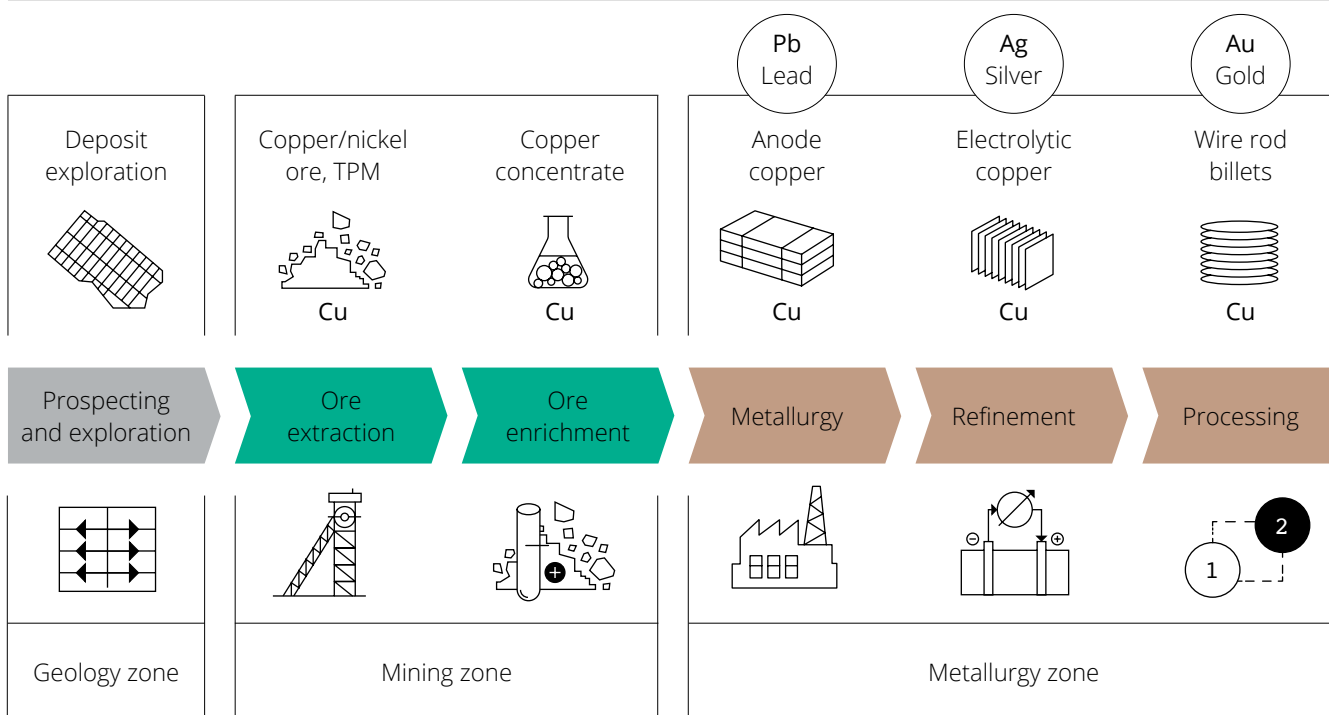 Pb
Lead
Ag
Silver
Au
Gold
Deposit
exploration
Copper/nickel
ore, TPM
Cu
Copper
concentrate
Cu
Anode
copper
Cu
Electrolytic
copper
Cu
Wire rod
billets
Cu
Prospecting
and exploration
Ore
extraction
Ore
enrichment
Metallurgy
Refinement
Processing
1
2
Geology zone
Mining zone
Metallurgy zone